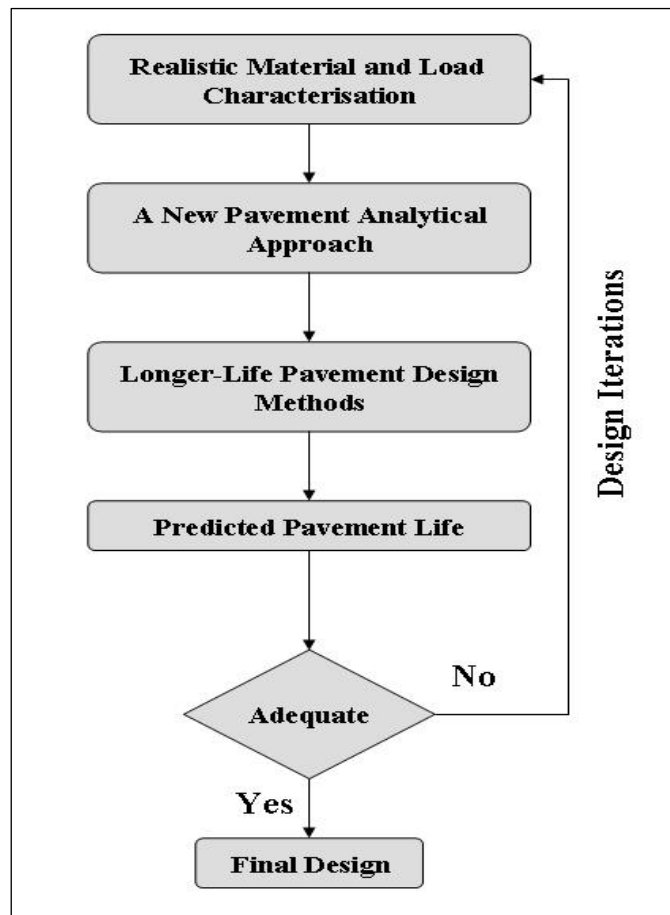 Realistic Material and Load
Characterisation
A New Pavement Analytical
Approach
Longer-Life Pavement Design
Methods
Predicted Pavement Life
Adequate
No
Yes
Final Design
Design Iterations